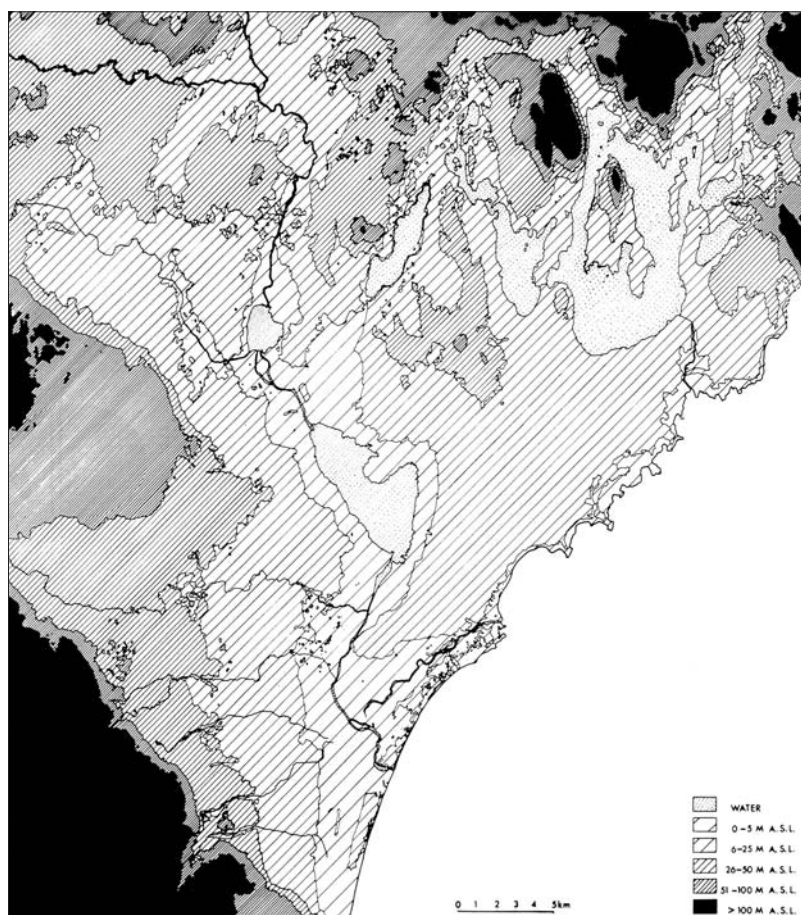 WATER
0-5 M A.S.L.
6-25 M A.S.L.
26-50 M A.S.L.
51-100 M A.S.L.
>100 M A.S.L.
0 1 2 3 4 5km